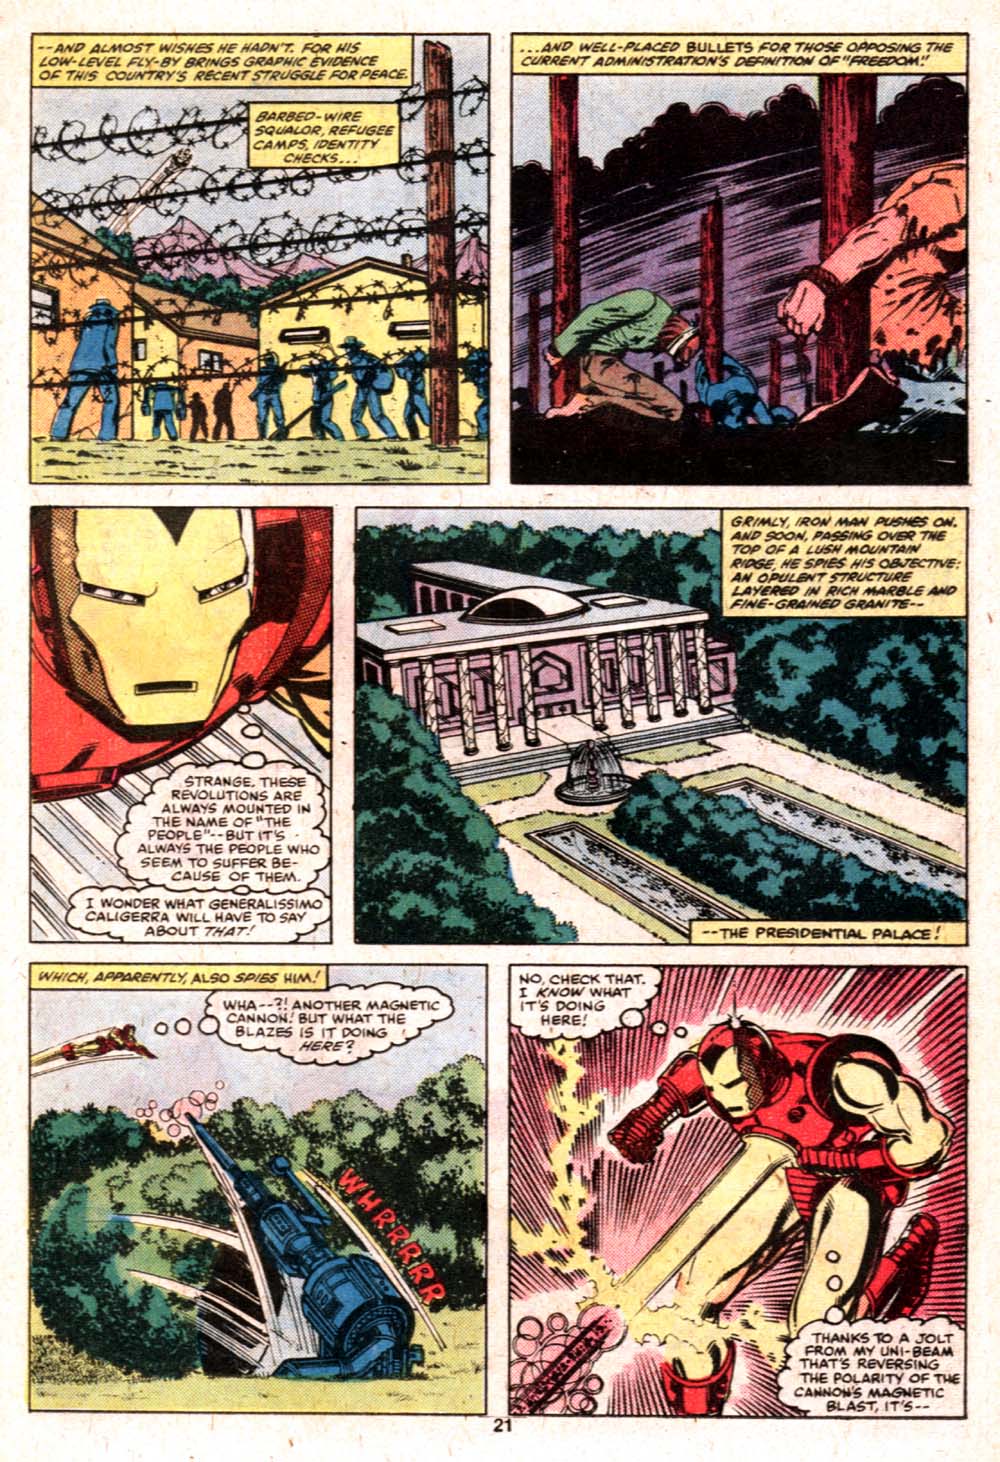 --AND ALMOST WISHES HE HADN'T. FOR HIS
LOW-LEVEL FLY-BY BRINGS GRAPHIC EVIDENCE
OF THIS COUNTRY'S RECENT STRUGGLE FOR PEACE.
BARBED-WIRE
SQUALOR, REFUGEE
CAMPS, IDENTITY
CHECKS...
...AND WELL-PLACED BULLETS FOR THOSE OPPOSING THE
CURRENT ADMINISTRATION'S DEFINITION OF "FREEDOM."
STRANGE. THESE
REVOLUTIONS ARE
ALWAYS MOUNTED IN
THE NAME OF "THE
PEOPLE"--BUT IT'S
ALWAYS THE PEOPLE WHO
SEEM TO SUFFER BE-
CAUSE OF THEM.
I WONDER WHAT GENERALISSIMO
CALIGERRA WILL HAVE TO SAY
ABOUT THAT!
GRIMLY, IRON MAN PUSHES ON.
AND SOON, PASSING OVER THE
TOP OF A LUSH MOUNTAIN
RIDGE, HE SPIES HIS OBJECTIVE:
AN OPULENT STRUCTURE
LAYERED IN RICH MARBLE AND
FINE-GRAINED GRANITE--
--THE PRESIDENTIAL PALACE!
WHICH, APPARENTLY, ALSO SPIES HIM!
WHA--?! ANOTHER MAGNETIC
CANNON! BUT WHAT THE
BLAZES IS IT DOING
HERE?
WHRRRRR
NO, CHECK THAT.
I KNOW WHAT
IT'S DOING
HERE!
THANKS TO A JOLT
FROM MY UNI-BEAM
THAT'S REVERSING
THE POLARITY OF THE
CANNON'S MAGNETIC
BLAST, IT'S--
21